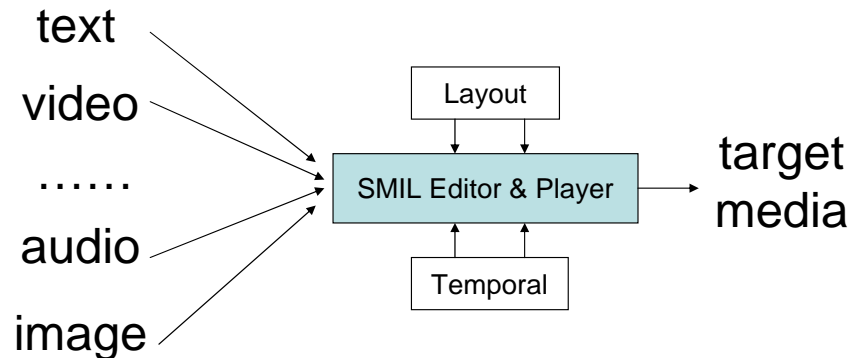 text
video
……
audio
image
Layout
SMIL Editor & Player
Temporal
target
media